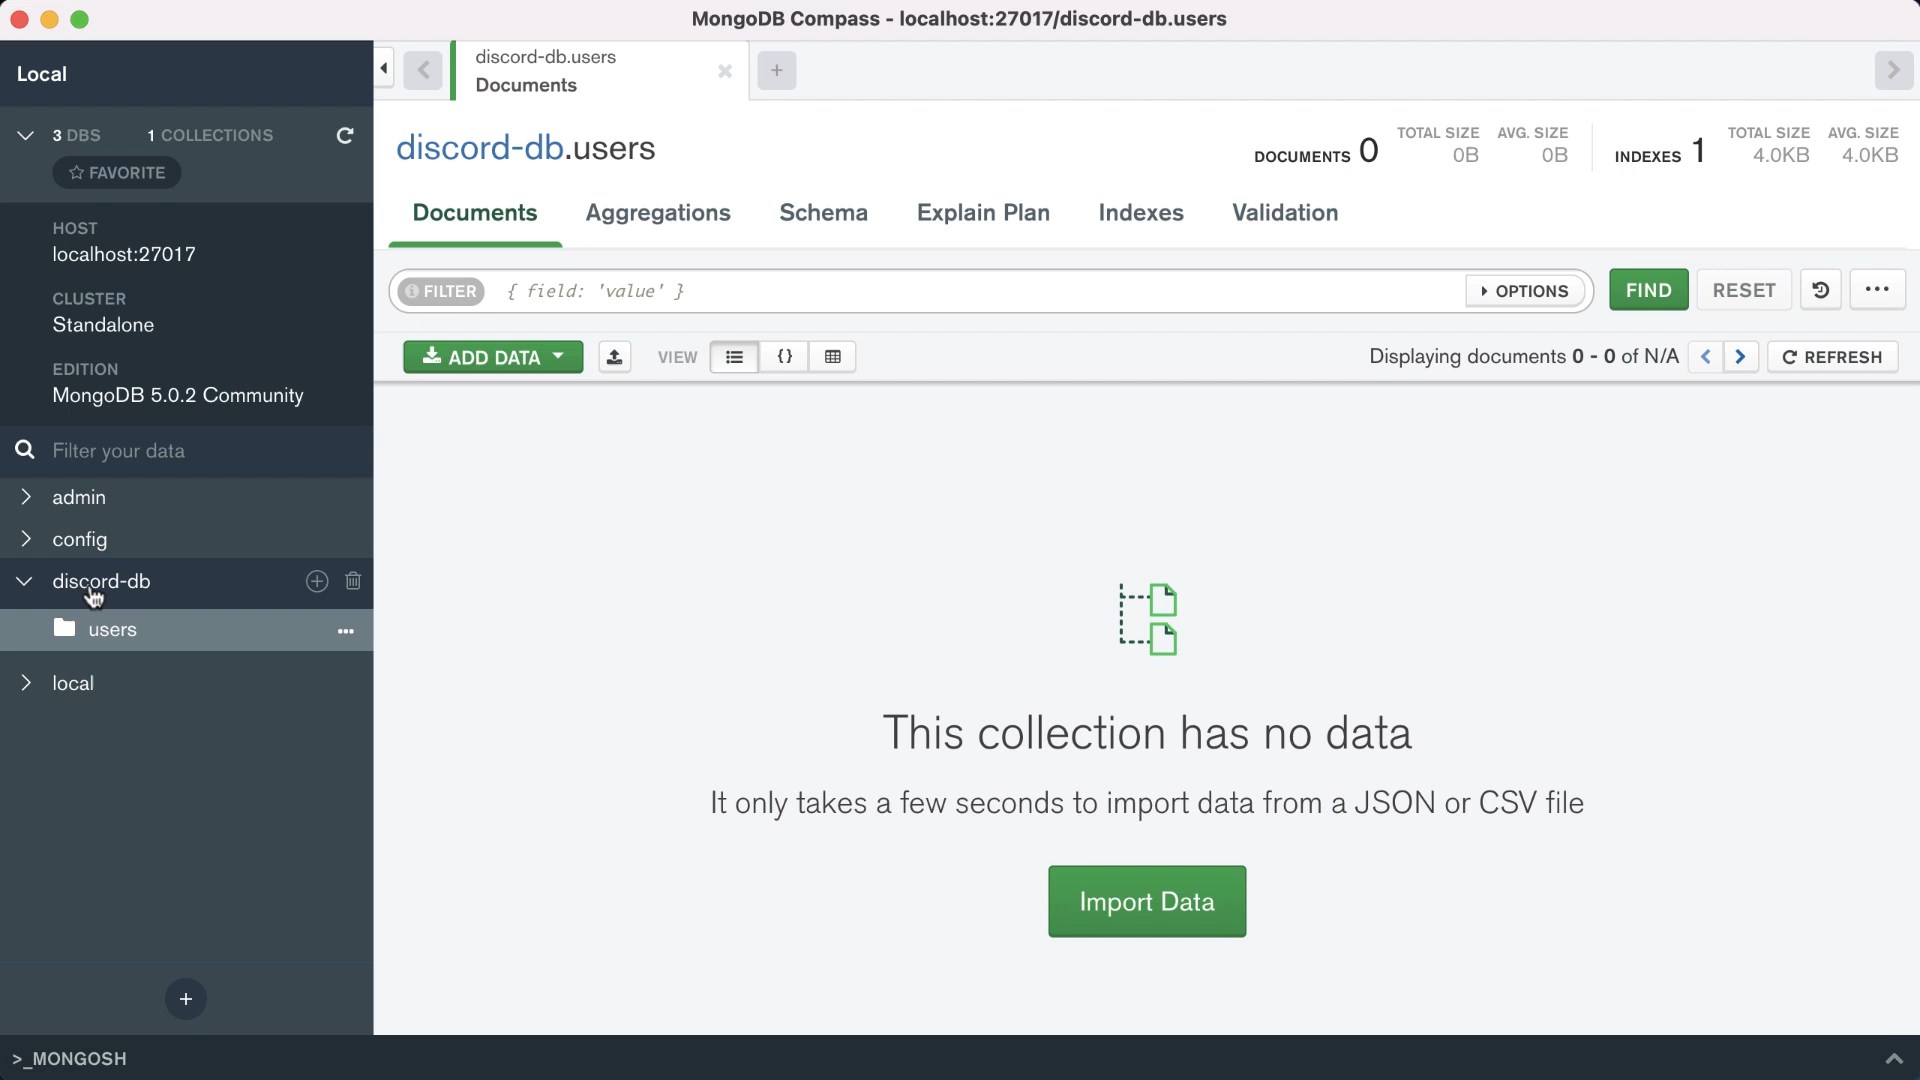 MongoDB Compass - localhost:27017/discord-db.users
Local
3 DBS 1 COLLECTIONS
FAVORITE
HOST
localhost:27017
CLUSTER
Standalone
EDITION
MongoDB 5.0.2 Community
Filter your data
admin
config
discord-db
users
local
>_MONGOSH
discord-db.users
Documents
discord-db.users
DOCUMENTS 0
TOTAL SIZE
0B
AVG. SIZE
0B
INDEXES 1
TOTAL SIZE
4.0KB
AVG. SIZE
4.0KB
Documents Aggregations Schema Explain Plan Indexes Validation
FILTER { field: 'value' } OPTIONS FIND RESET
ADD DATA VIEW {} Displaying documents 0 - 0 of N/A REFRESH
This collection has no data
It only takes a few seconds to import data from a JSON or CSV file
Import Data